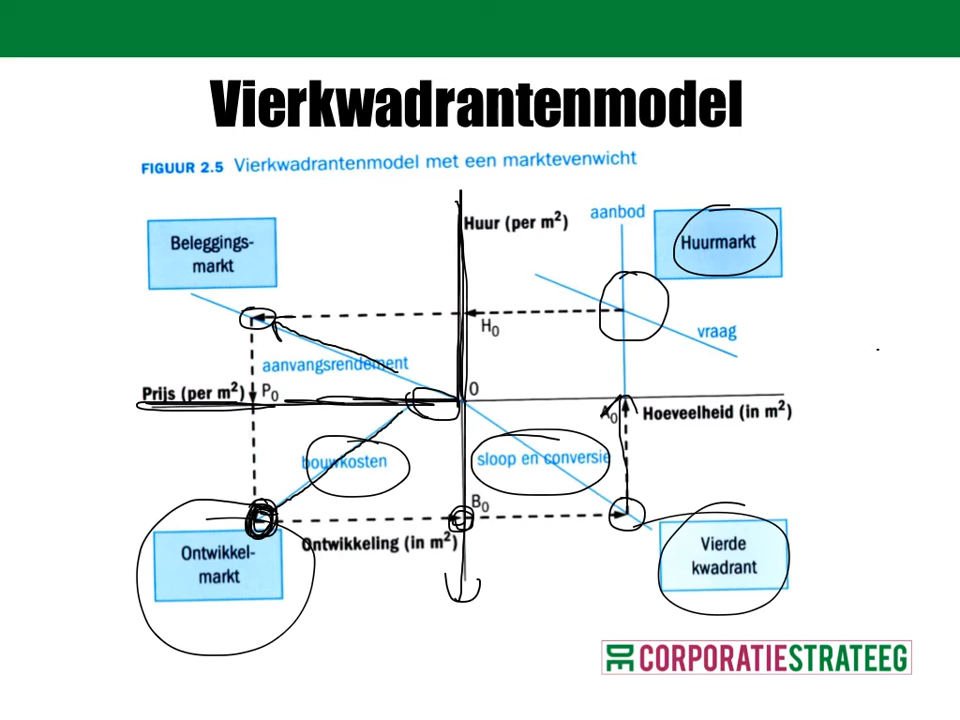 Vierkwadrantenmodel
FIGUUR 2.5 Vierkwadrantenmodel met een marktevenwicht
Huur (per m²)
aanbod
Beleggings-
markt
Huurmarkt
H₀
vraag
aanvangsrendement
Prijs (per m²)
P₀
0
A₀
Hoeveelheid (in m²)
bouwkosten
sloop en conversie
B₀
Ontwikkeling (in m²)
Ontwikkel-
markt
Vierde
kwadrant
DE CORPORATIESTRATEEG